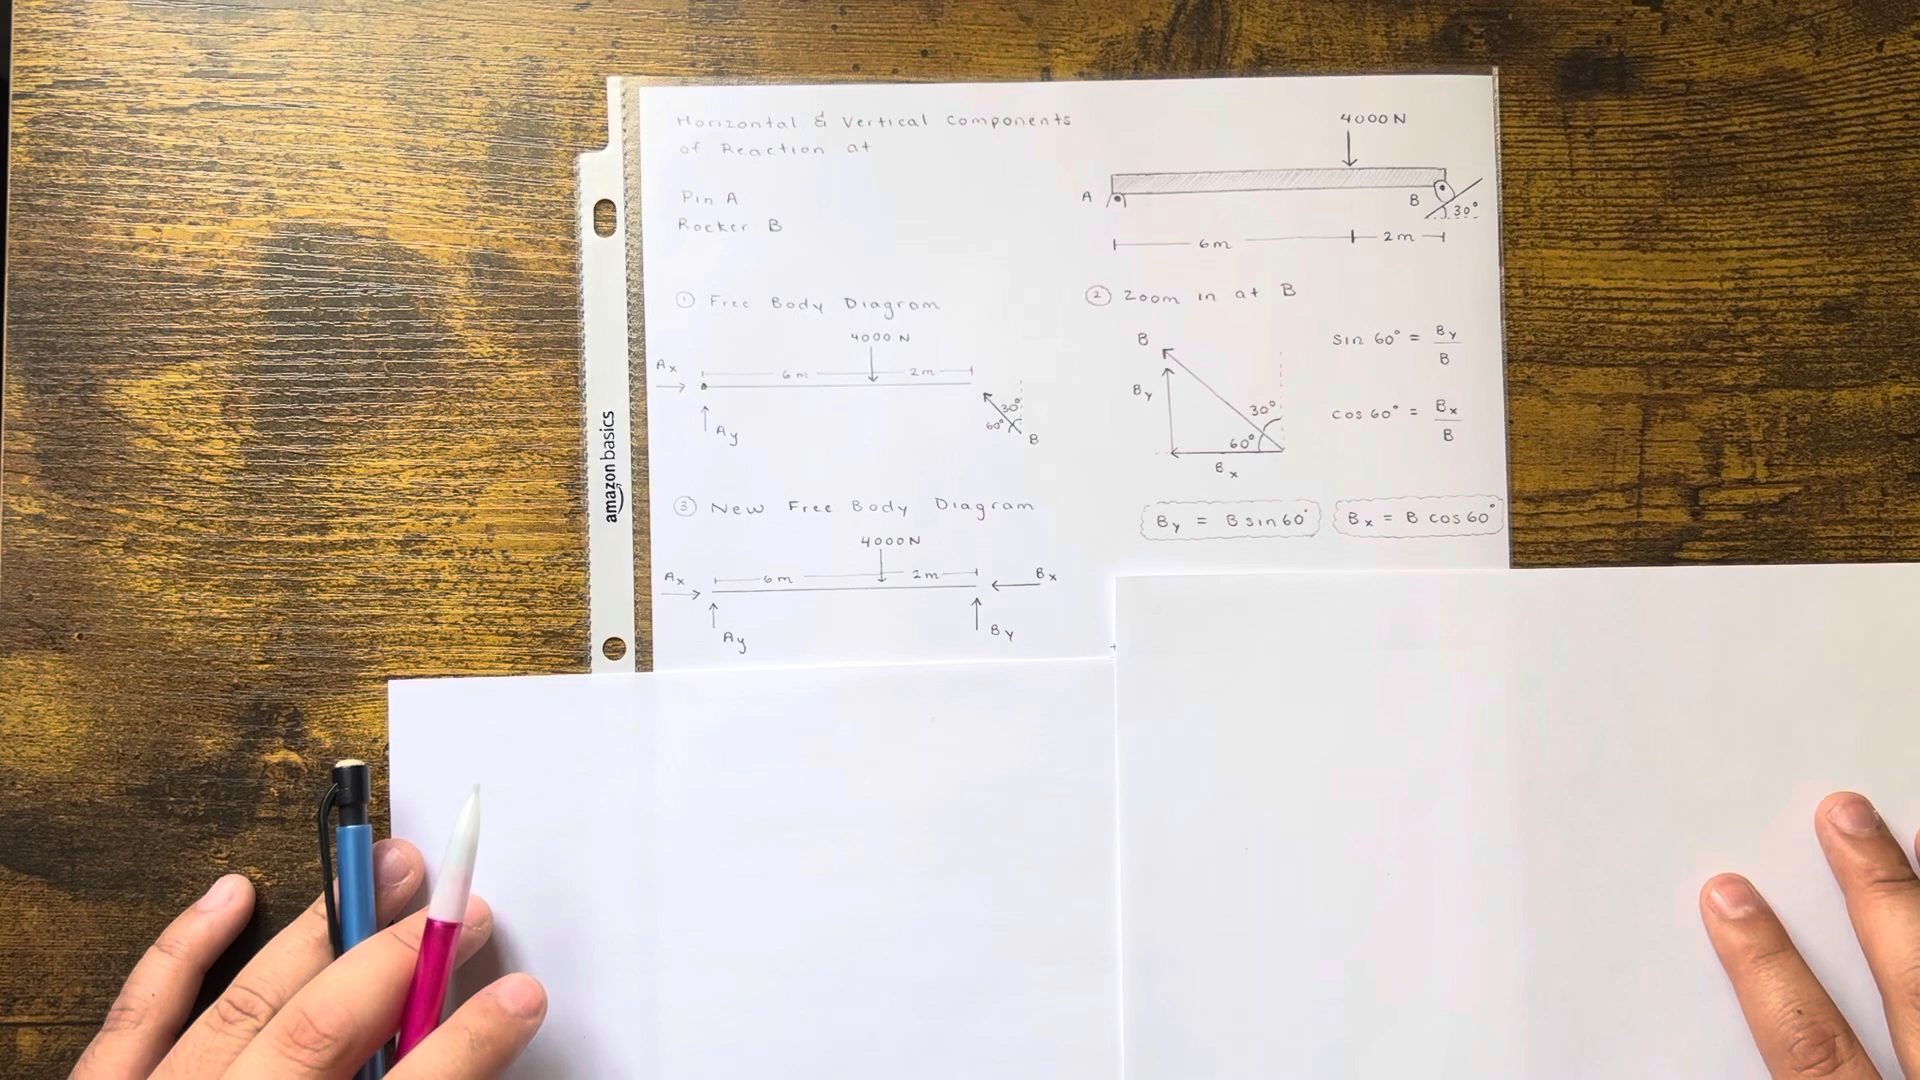 Horizontal & Vertical Components
of Reaction at
Pin A
Rocker B
4000 N
A
B
30°
6m
2m
① Free Body Diagram
4000 N
Ax
6m
2m
Ay
30°
60°
B
② Zoom in at B
B
By
30°
60°
Bx
sin 60° = By / B
cos 60° = Bx / B
By = B sin 60°
Bx = B cos 60°
③ New Free Body Diagram
4000N
Ax
6m
2m
Bx
Ay
By
amazon basics